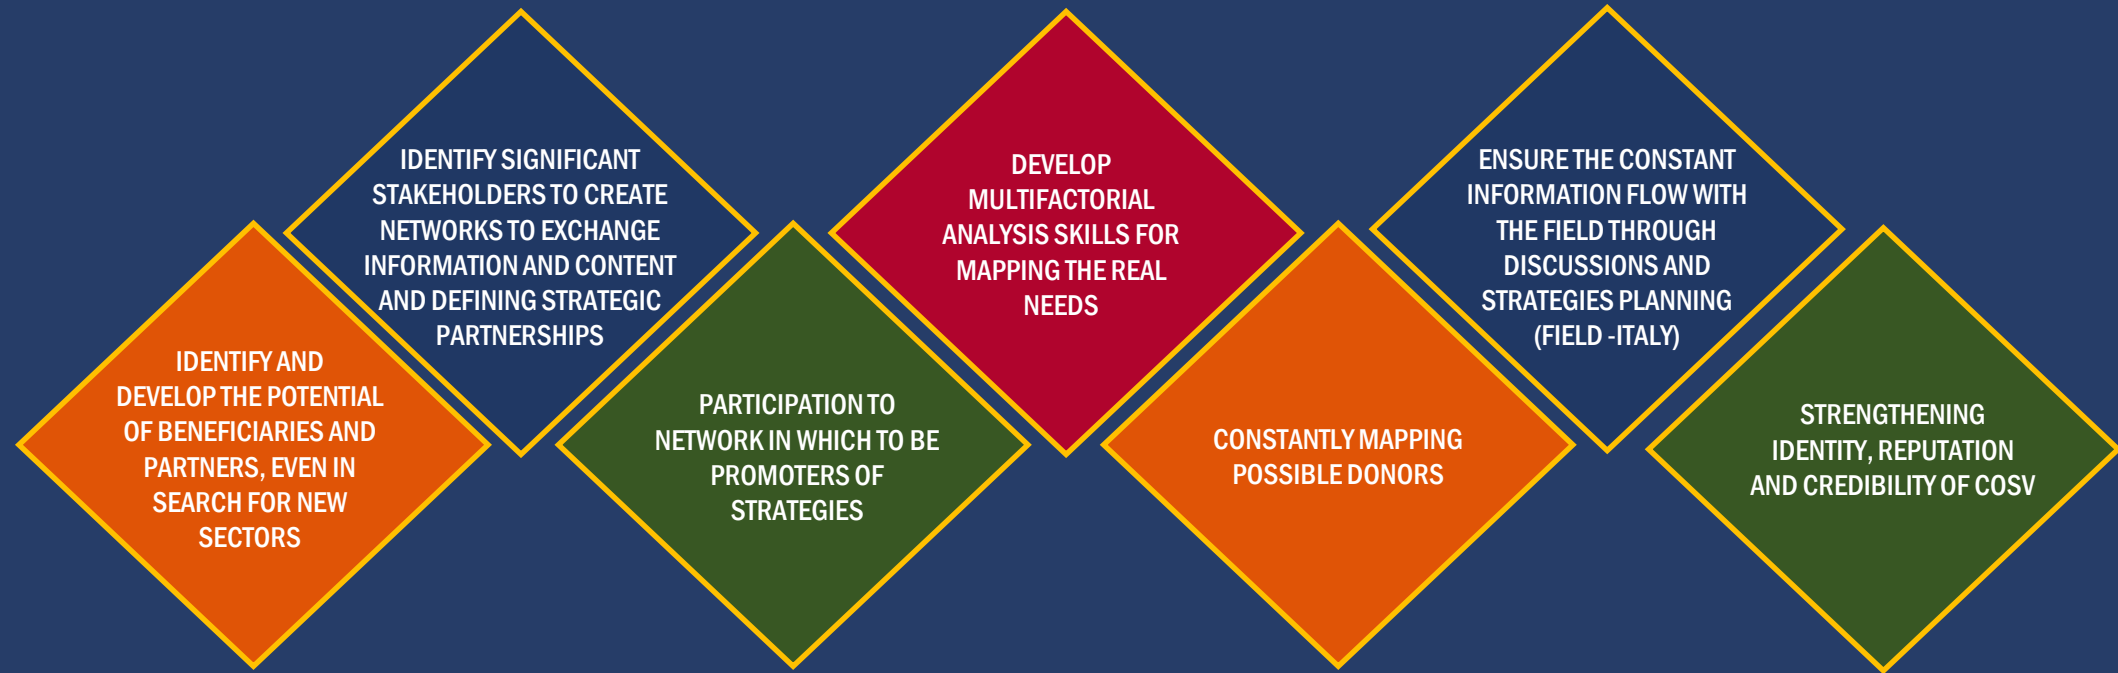 IDENTIFY AND
DEVELOP THE POTENTIAL
OF BENEFICIARIES AND
PARTNERS, EVEN IN
SEARCH FOR NEW
SECTORS
IDENTIFY SIGNIFICANT
STAKEHOLDERS TO CREATE
NETWORKS TO EXCHANGE
INFORMATION AND CONTENT
AND DEFINING STRATEGIC
PARTNERSHIPS
PARTICIPATION TO
NETWORK IN WHICH TO BE
PROMOTERS OF
STRATEGIES
DEVELOP
MULTIFACTORIAL
ANALYSIS SKILLS FOR
MAPPING THE REAL
NEEDS
CONSTANTLY MAPPING
POSSIBLE DONORS
ENSURE THE CONSTANT
INFORMATION FLOW WITH
THE FIELD THROUGH
DISCUSSIONS AND
STRATEGIES PLANNING
(FIELD -ITALY)
STRENGTHENING
IDENTITY, REPUTATION
AND CREDIBILITY OF COSV